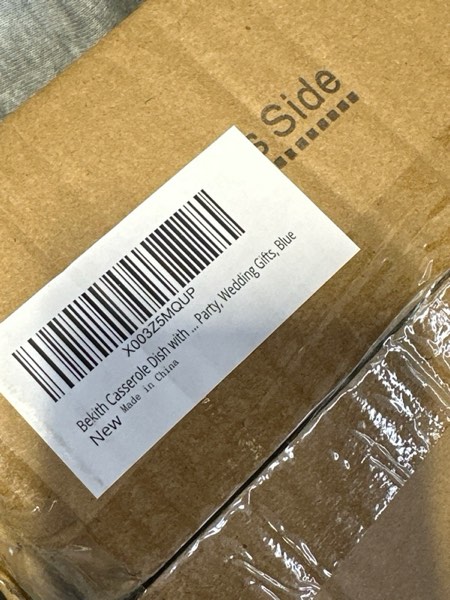 Side
X003Z5MQUP
Bekith Casserole Dish with ... Party, Wedding Gifts, Blue
New
Made in China